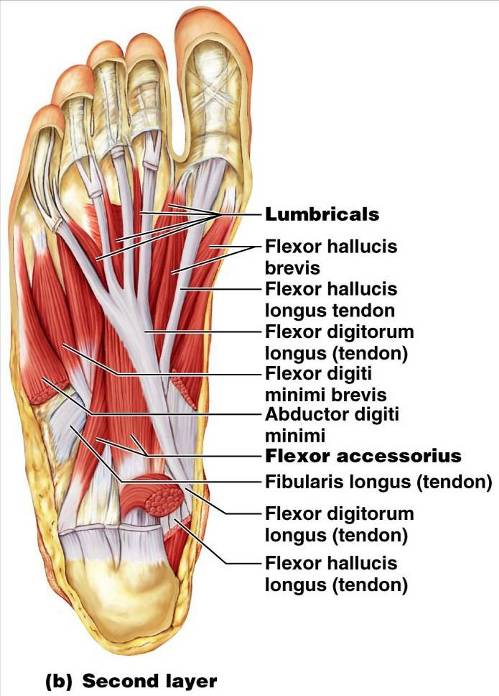 Lumbricals
Flexor hallucis
brevis
Flexor hallucis
longus tendon
Flexor digitorum
longus (tendon)
Flexor digiti
minimi brevis
Abductor digiti
minimi
Flexor accessorius
Fibularis longus (tendon)
Flexor digitorum
longus (tendon)
Flexor hallucis
longus (tendon)
(b) Second layer